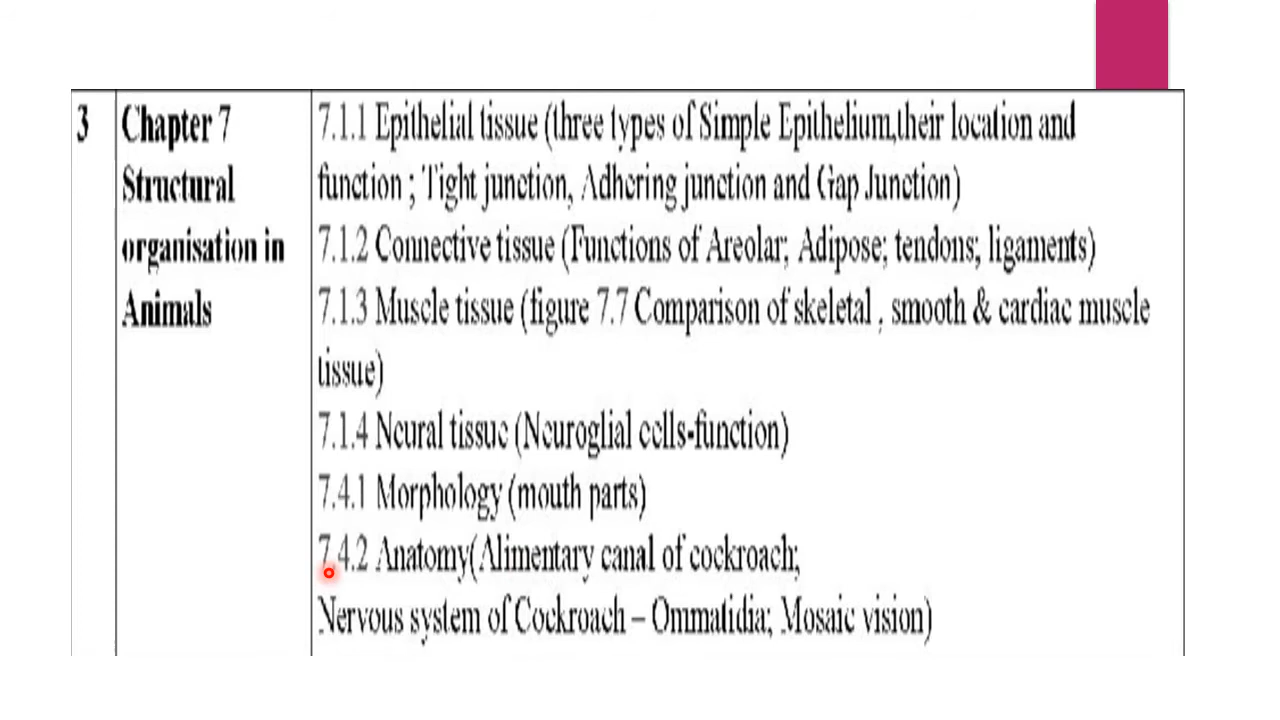 3 Chapter 7 7.1.1 Epithelial tissue (three types of Simple Epithelium,their location and
Structural function ; Tight junction, Adhering junction and Gap Junction)
organisation in 7.1.2 Connective tissue (Functions of Areolar; Adipose; tendons; ligaments)
Animals 7.1.3 Muscle tissue (figure 7.7 Comparison of skeletal , smooth & cardiac muscle
tissue)
7.1.4 Neural tissue (Neuroglial cells-function)
7.4.1 Morphology (mouth parts)
7.4.2 Anatomy(Alimentary canal of cockroach;
Nervous system of Cockroach – Ommatidia; Mosaic vision)